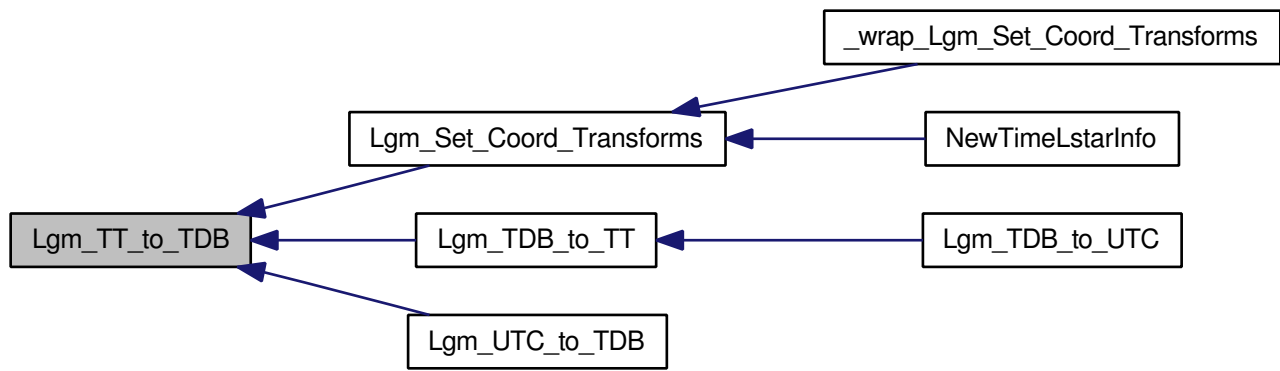 _wrap_Lgm_Set_Coord_Transforms
Lgm_Set_Coord_Transforms
NewTimeLstarInfo
Lgm_TT_to_TDB
Lgm_TDB_to_TT
Lgm_TDB_to_UTC
Lgm_UTC_to_TDB